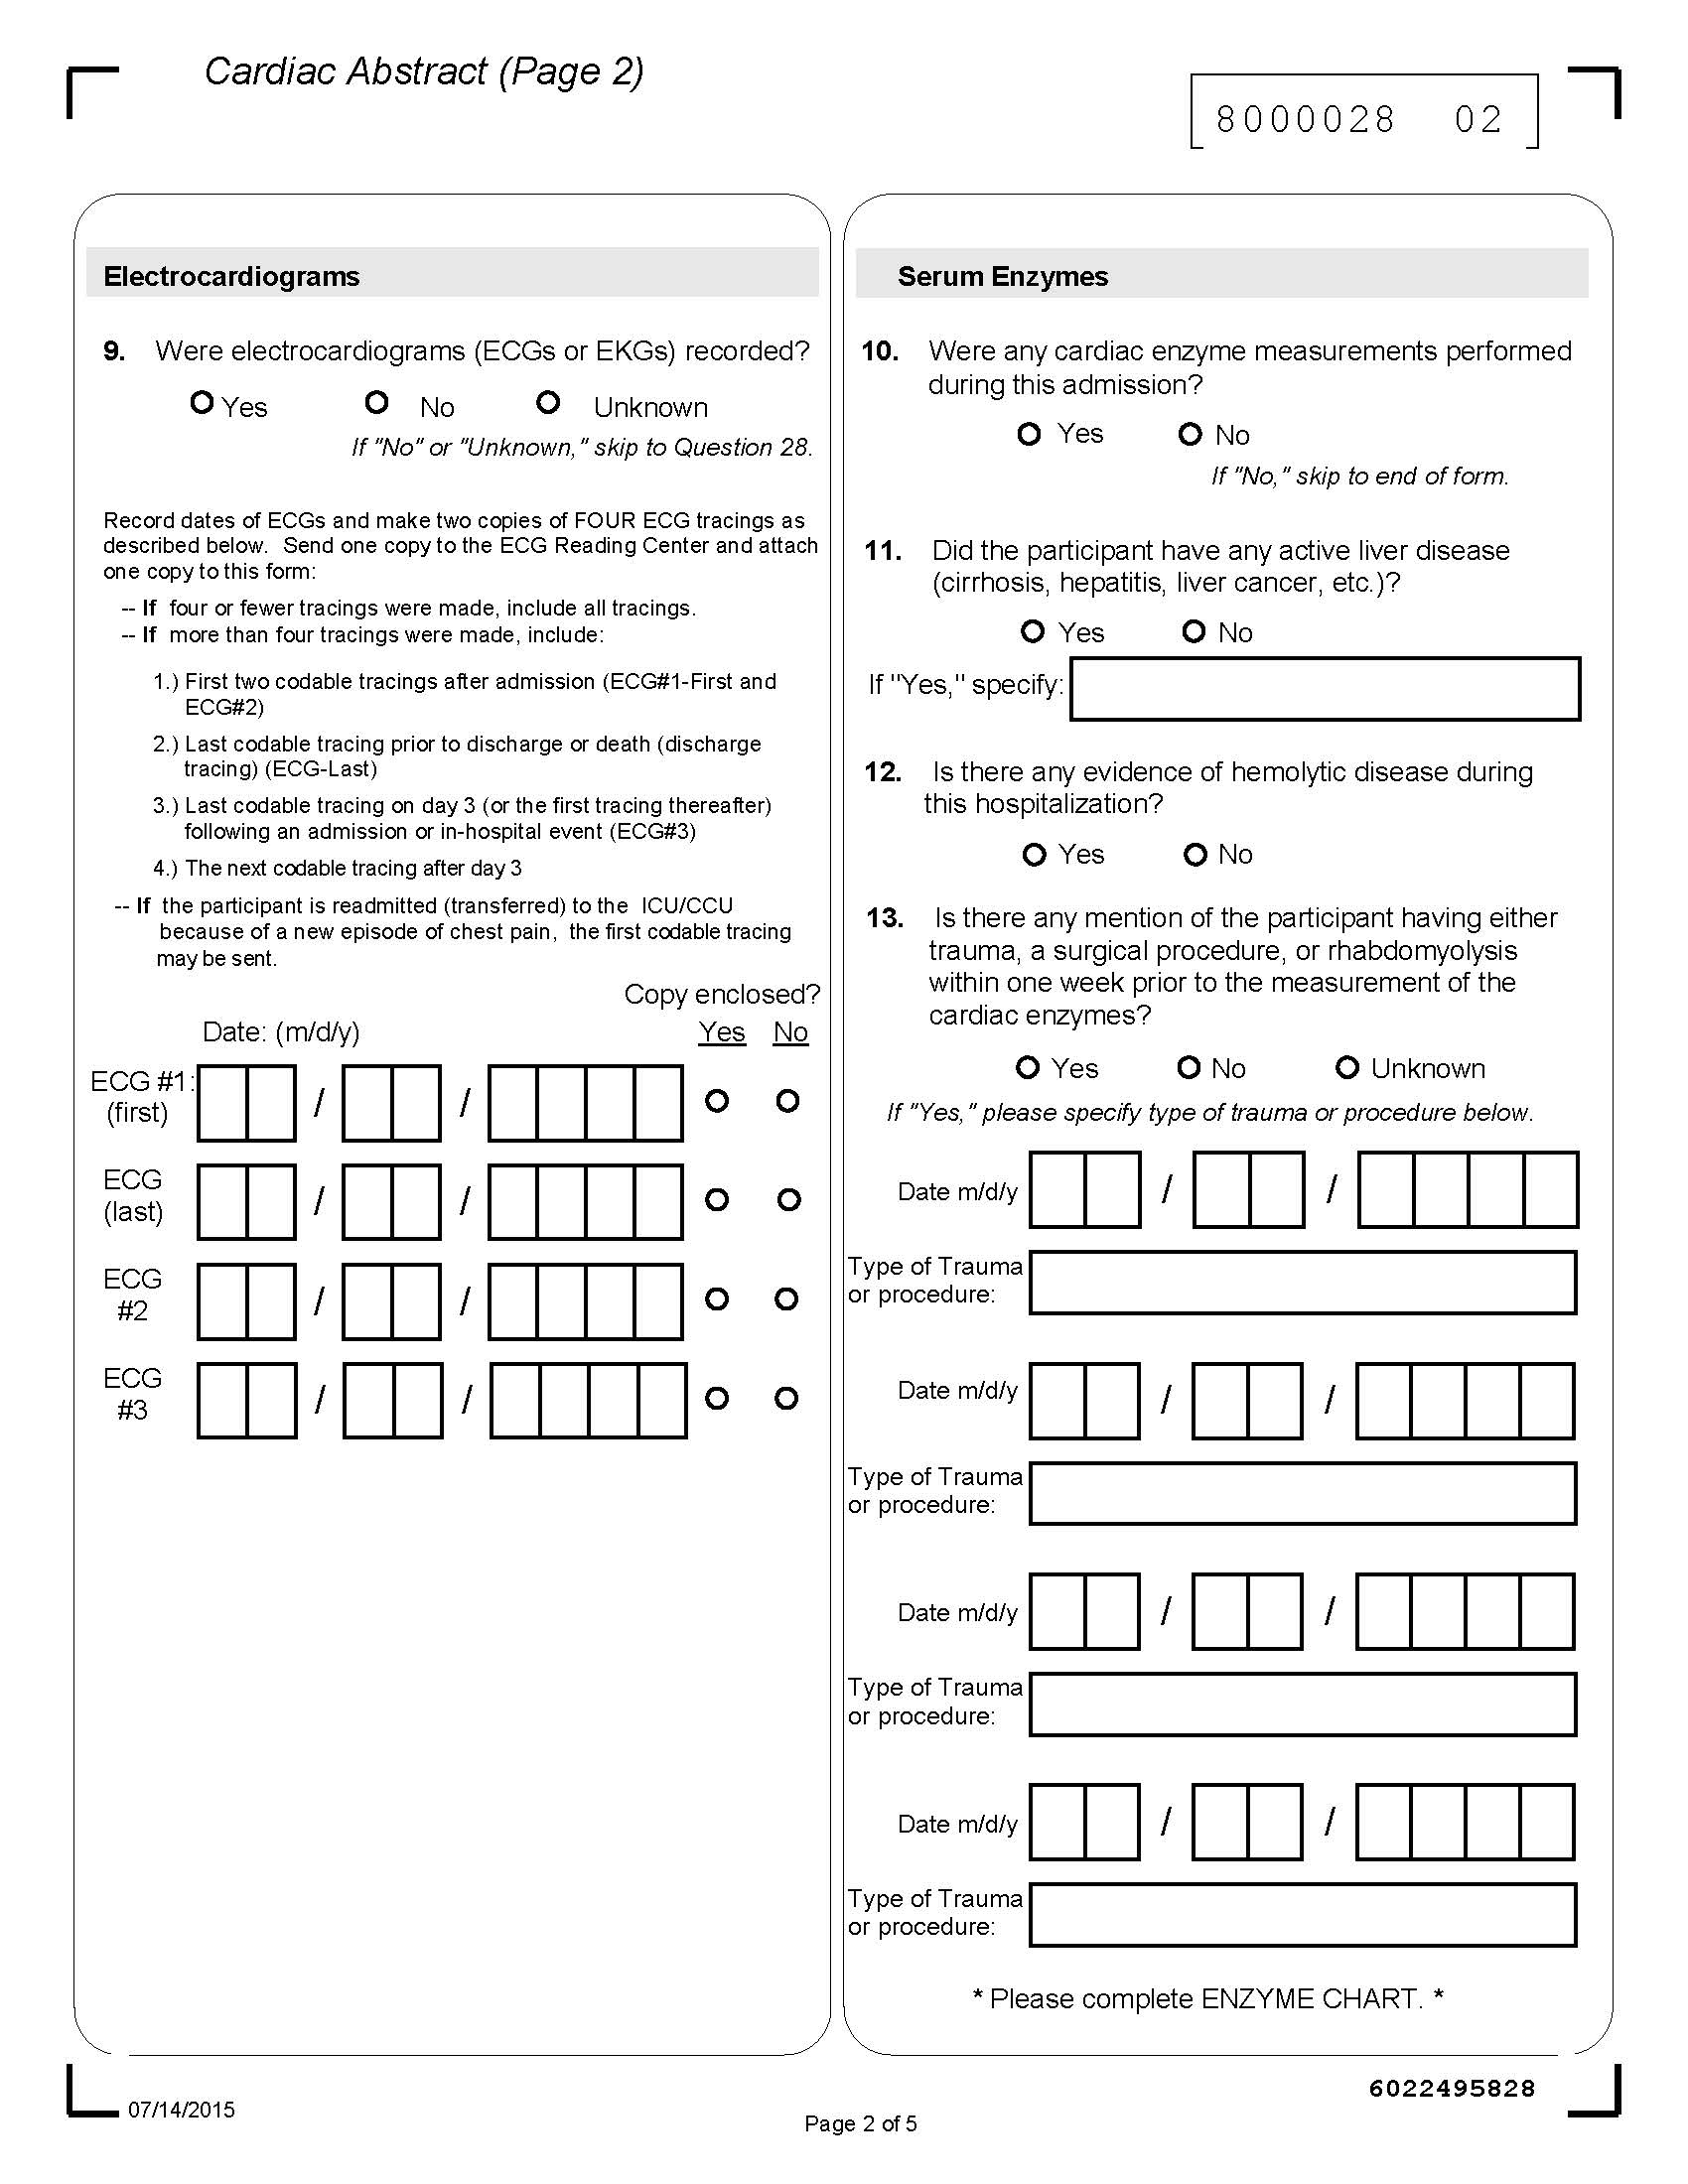 Cardiac Abstract (Page 2)
8000028 02
Electrocardiograms
9. Were electrocardiograms (ECGs or EKGs) recorded?
Yes No Unknown
If "No" or "Unknown," skip to Question 28.
Record dates of ECGs and make two copies of FOUR ECG tracings as
described below. Send one copy to the ECG Reading Center and attach
one copy to this form:
-- If four or fewer tracings were made, include all tracings.
-- If more than four tracings were made, include:
1.) First two codable tracings after admission (ECG#1-First and
ECG#2)
2.) Last codable tracing prior to discharge or death (discharge
tracing) (ECG-Last)
3.) Last codable tracing on day 3 (or the first tracing thereafter)
following an admission or in-hospital event (ECG#3)
4.) The next codable tracing after day 3
-- If the participant is readmitted (transferred) to the ICU/CCU
because of a new episode of chest pain, the first codable tracing
may be sent.
Copy enclosed?
Date: (m/d/y) Yes No
ECG #1:
(first) / /
ECG
(last) / /
ECG
#2 / /
ECG
#3 / /
Serum Enzymes
10. Were any cardiac enzyme measurements performed
during this admission?
Yes No
If "No," skip to end of form.
11. Did the participant have any active liver disease
(cirrhosis, hepatitis, liver cancer, etc.)?
Yes No
If "Yes," specify:
12. Is there any evidence of hemolytic disease during
this hospitalization?
Yes No
13. Is there any mention of the participant having either
trauma, a surgical procedure, or rhabdomyolysis
within one week prior to the measurement of the
cardiac enzymes?
Yes No Unknown
If "Yes," please specify type of trauma or procedure below.
Date m/d/y / /
Type of Trauma
or procedure:
Date m/d/y / /
Type of Trauma
or procedure:
Date m/d/y / /
Type of Trauma
or procedure:
Date m/d/y / /
Type of Trauma
or procedure:
* Please complete ENZYME CHART. *
6022495828
07/14/2015
Page 2 of 5